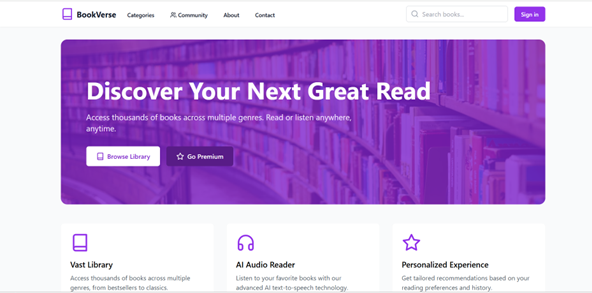 BookVerse Categories Community About Contact Search books... Sign in
Discover Your Next Great Read
Access thousands of books across multiple genres. Read or listen anywhere,
anytime.
Browse Library Go Premium
Vast Library
Access thousands of books across multiple
genres, from bestsellers to classics.
AI Audio Reader
Listen to your favorite books with our
advanced AI text-to-speech technology.
Personalized Experience
Get tailored recommendations based on your
reading preferences and history.